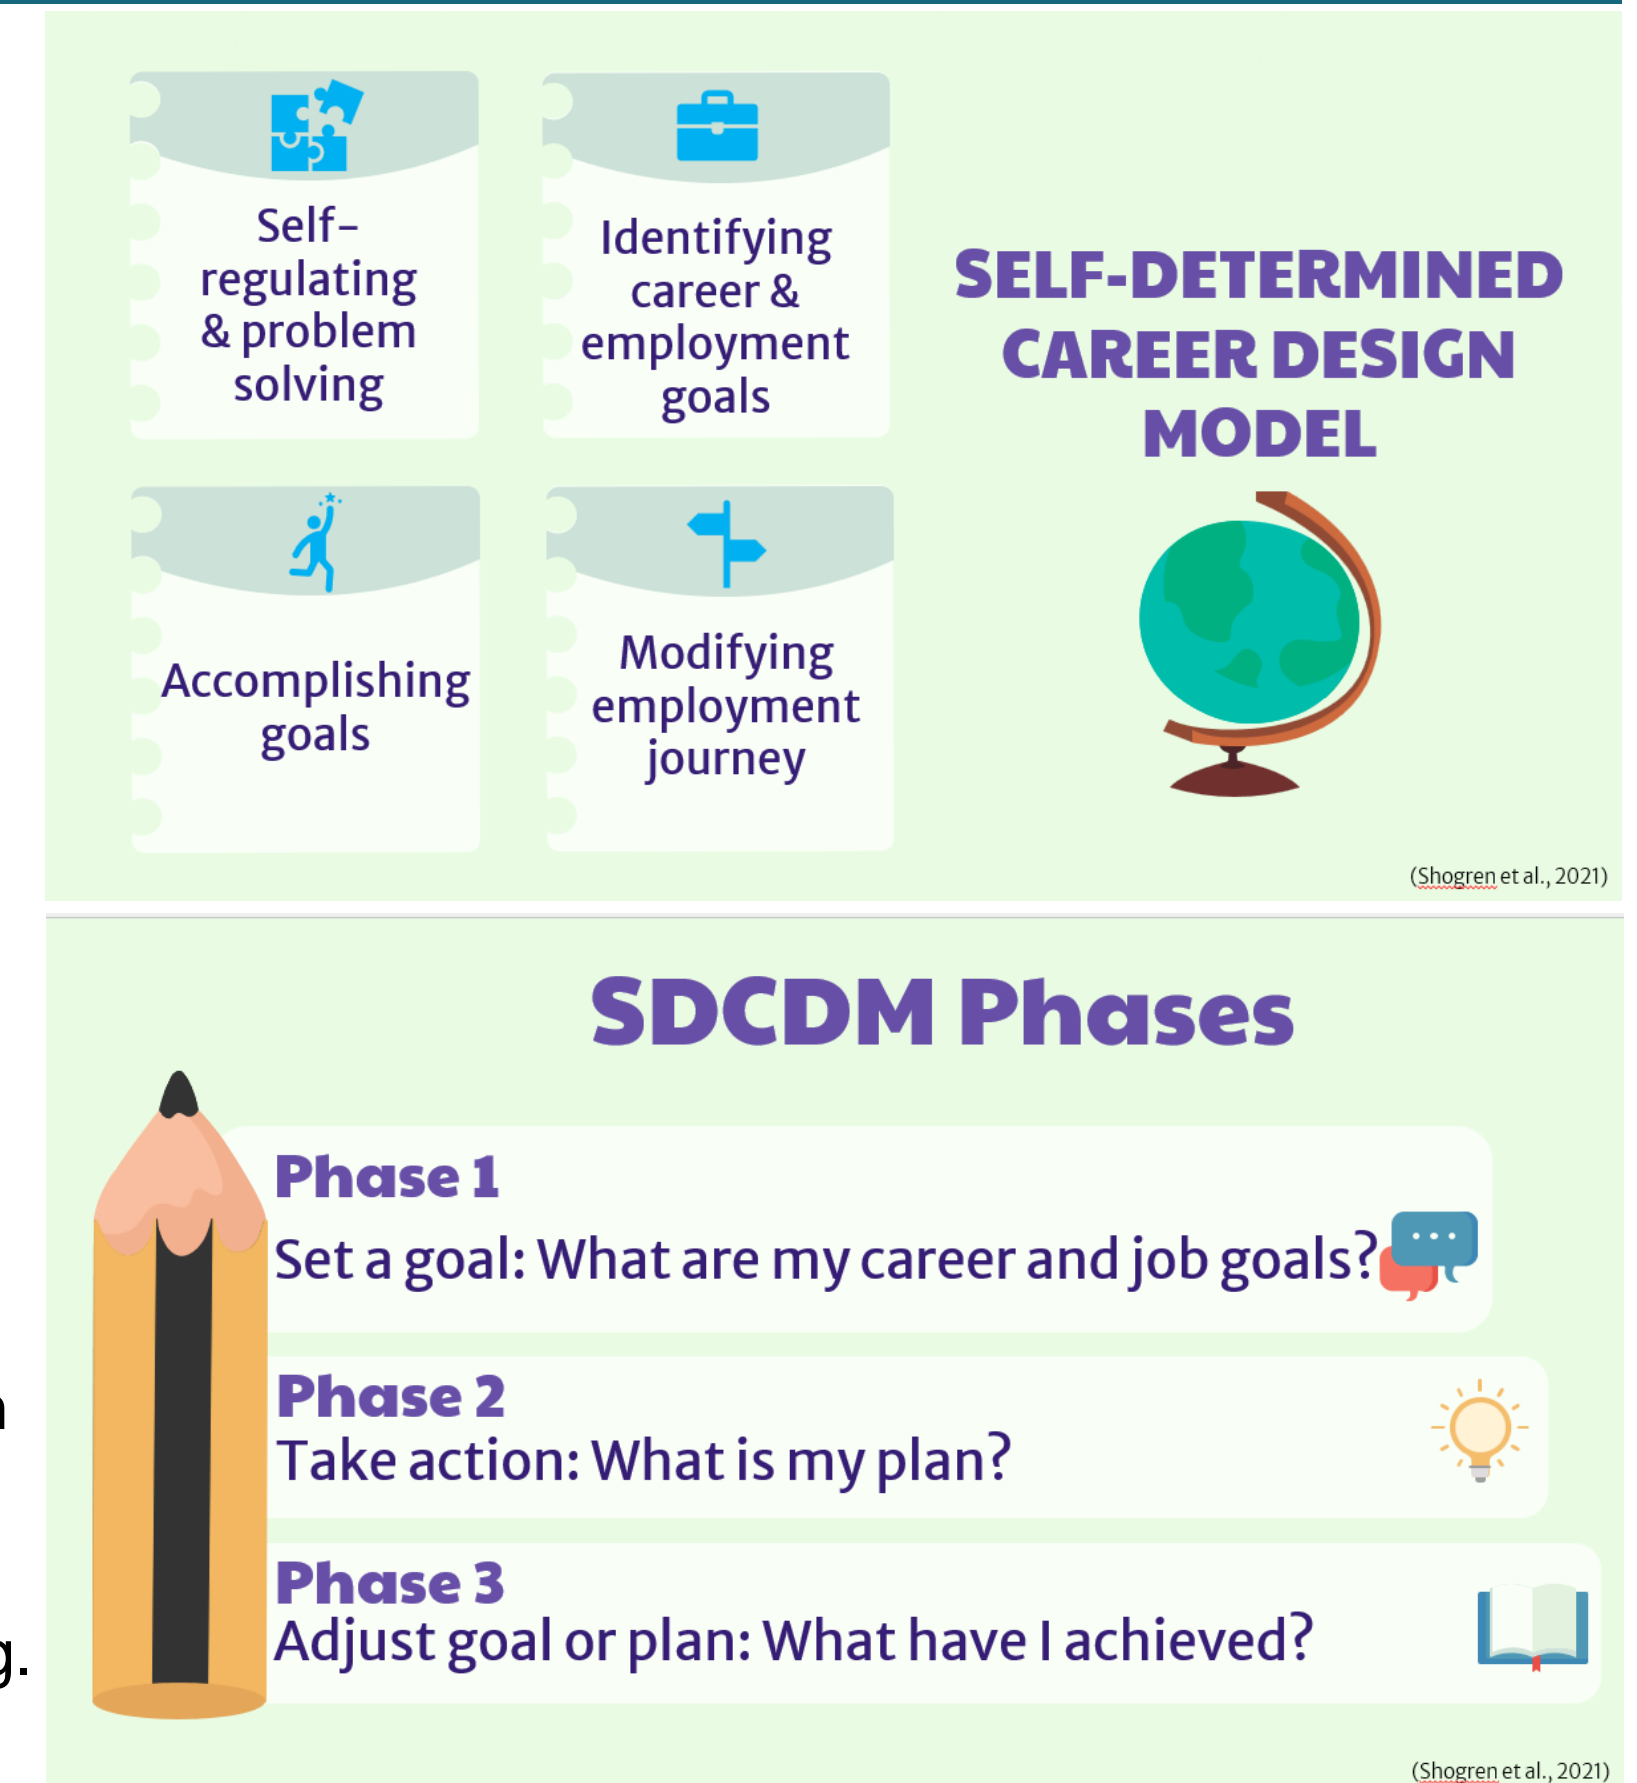 Self-
regulating
& problem
solving
Identifying
career &
employment
goals
SELF-DETERMINED
CAREER DESIGN
MODEL
Accomplishing
goals
Modifying
employment
journey
(Shogren et al., 2021)
SDCDM Phases
Phase 1
Set a goal: What are my career and job goals?
Phase 2
Take action: What is my plan?
Phase 3
Adjust goal or plan: What have I achieved?
(Shogren et al., 2021)